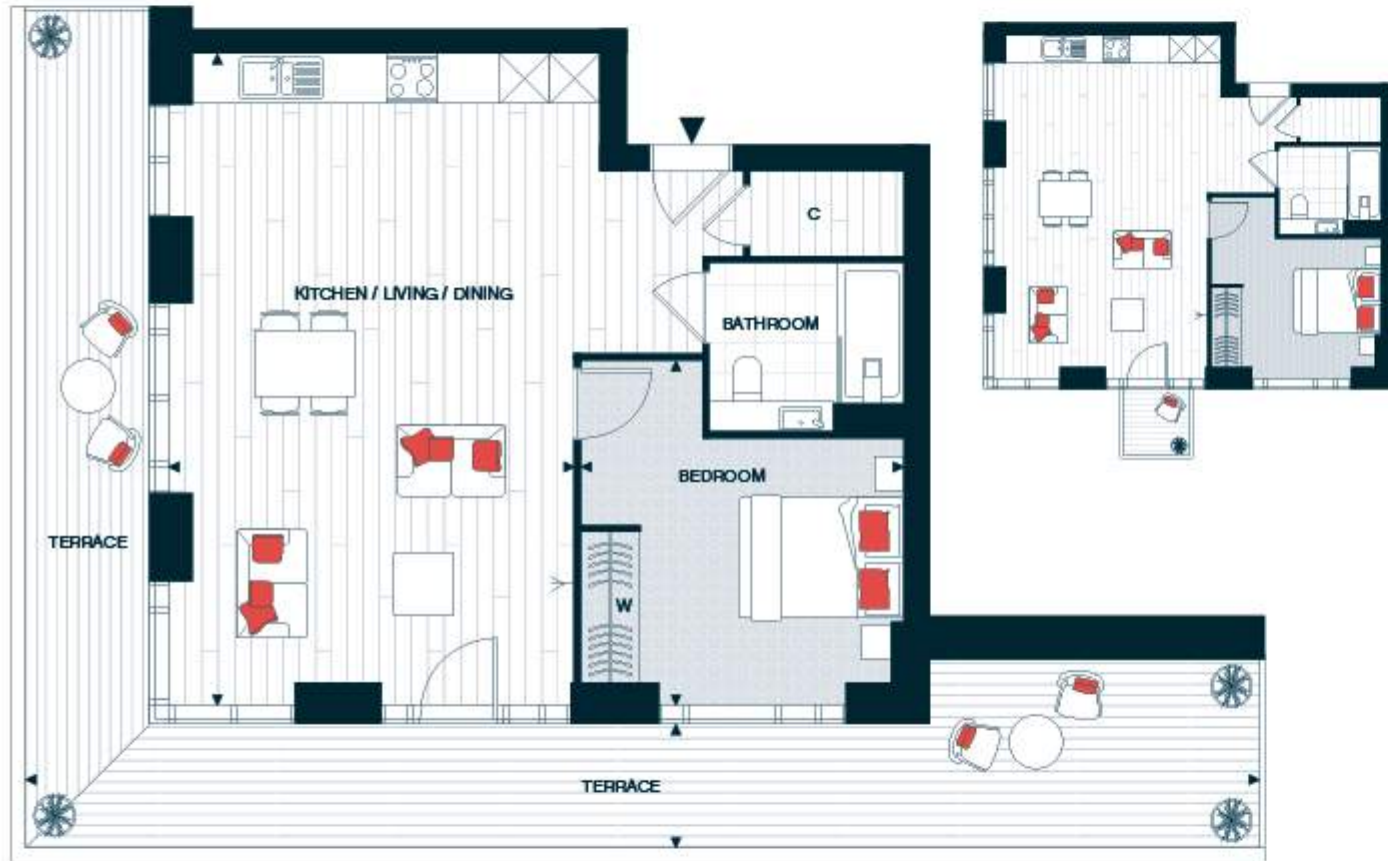 C
KITCHEN / LIVING / DINING
BATHROOM
BEDROOM
TERRACE
W
TERRACE